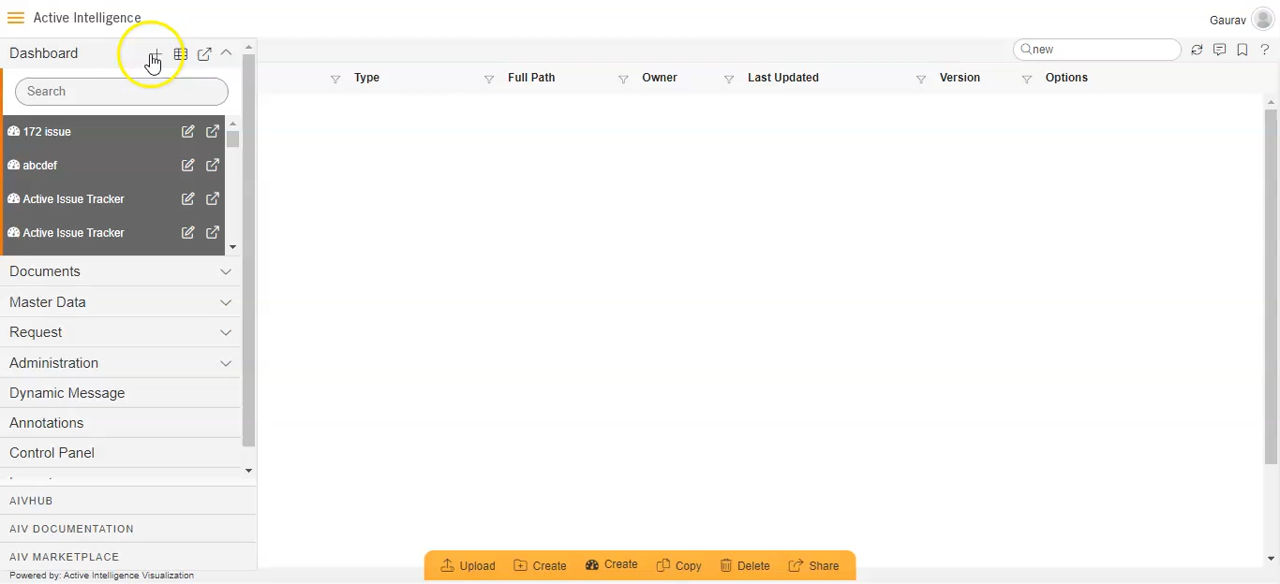 Active Intelligence
Gaurav
Dashboard
new
Search
Type Full Path Owner Last Updated Version Options
172 issue
abcdef
Active Issue Tracker
Active Issue Tracker
Documents
Master Data
Request
Administration
Dynamic Message
Annotations
Control Panel
AIVHUB
AIV DOCUMENTATION
AIV MARKETPLACE
Powered by: Active Intelligence Visualization
Upload Create Create Copy Delete Share